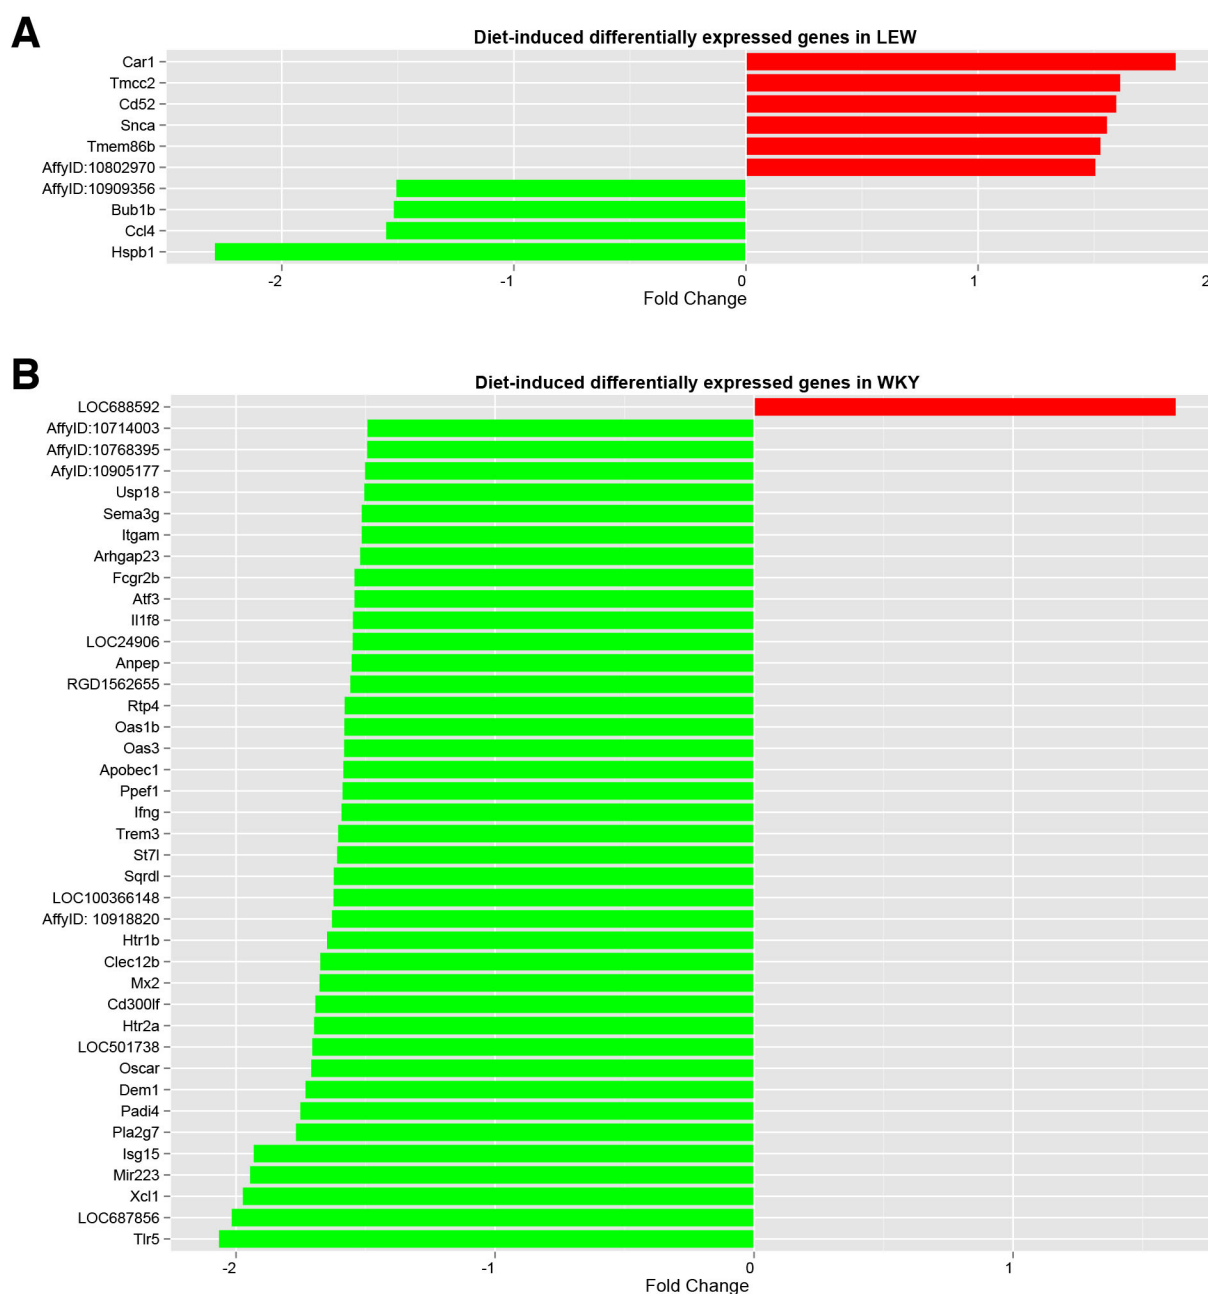 A
Diet-induced differentially expressed genes in LEW
Car1
Tmcc2
Cd52
Snca
Tmem86b
AffyID:10802970
AffyID:10909356
Bub1b
Ccl4
Hspb1
-2 -1 0 1 2
Fold Change
B
Diet-induced differentially expressed genes in WKY
LOC688592
AffyID:10714003
AffyID:10768395
AfyID:10905177
Usp18
Sema3g
Itgam
Arhgap23
Fcgr2b
Atf3
Il1f8
LOC24906
Anpep
RGD1562655
Rtp4
Oas1b
Oas3
Apobec1
Ppef1
Ifng
Trem3
St7l
Sqrdl
LOC100366148
AffyID: 10918820
Htr1b
Clec12b
Mx2
Cd300lf
Htr2a
LOC501738
Oscar
Dem1
Padi4
Pla2g7
Isg15
Mir223
Xcl1
LOC687856
Tlr5
-2 -1 0 1
Fold Change